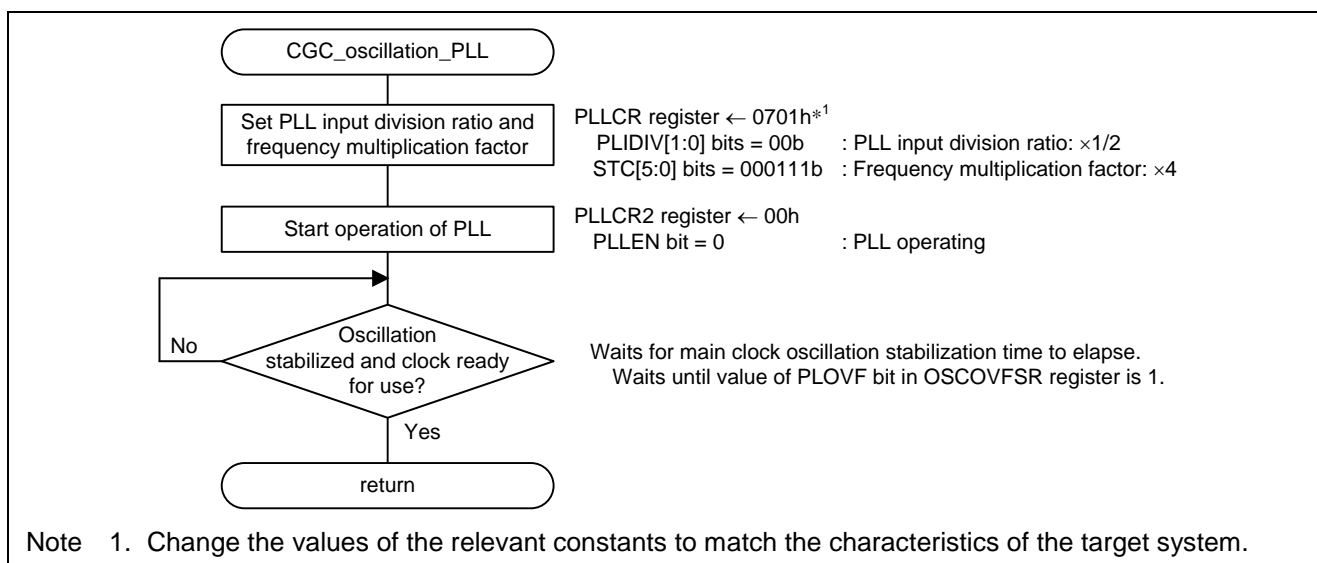 CGC_oscillation_PLL
Set PLL input division ratio and
frequency multiplication factor
PLLCR register ← 0701h*1
PLIDIV[1:0] bits = 00b : PLL input division ratio: ×1/2
STC[5:0] bits = 000111b : Frequency multiplication factor: ×4
Start operation of PLL
PLLCR2 register ← 00h
PLLEN bit = 0 : PLL operating
No
Oscillation
stabilized and clock ready
for use?
Waits for main clock oscillation stabilization time to elapse.
Waits until value of PLOVF bit in OSCOVFSR register is 1.
Yes
return
Note 1. Change the values of the relevant constants to match the characteristics of the target system.